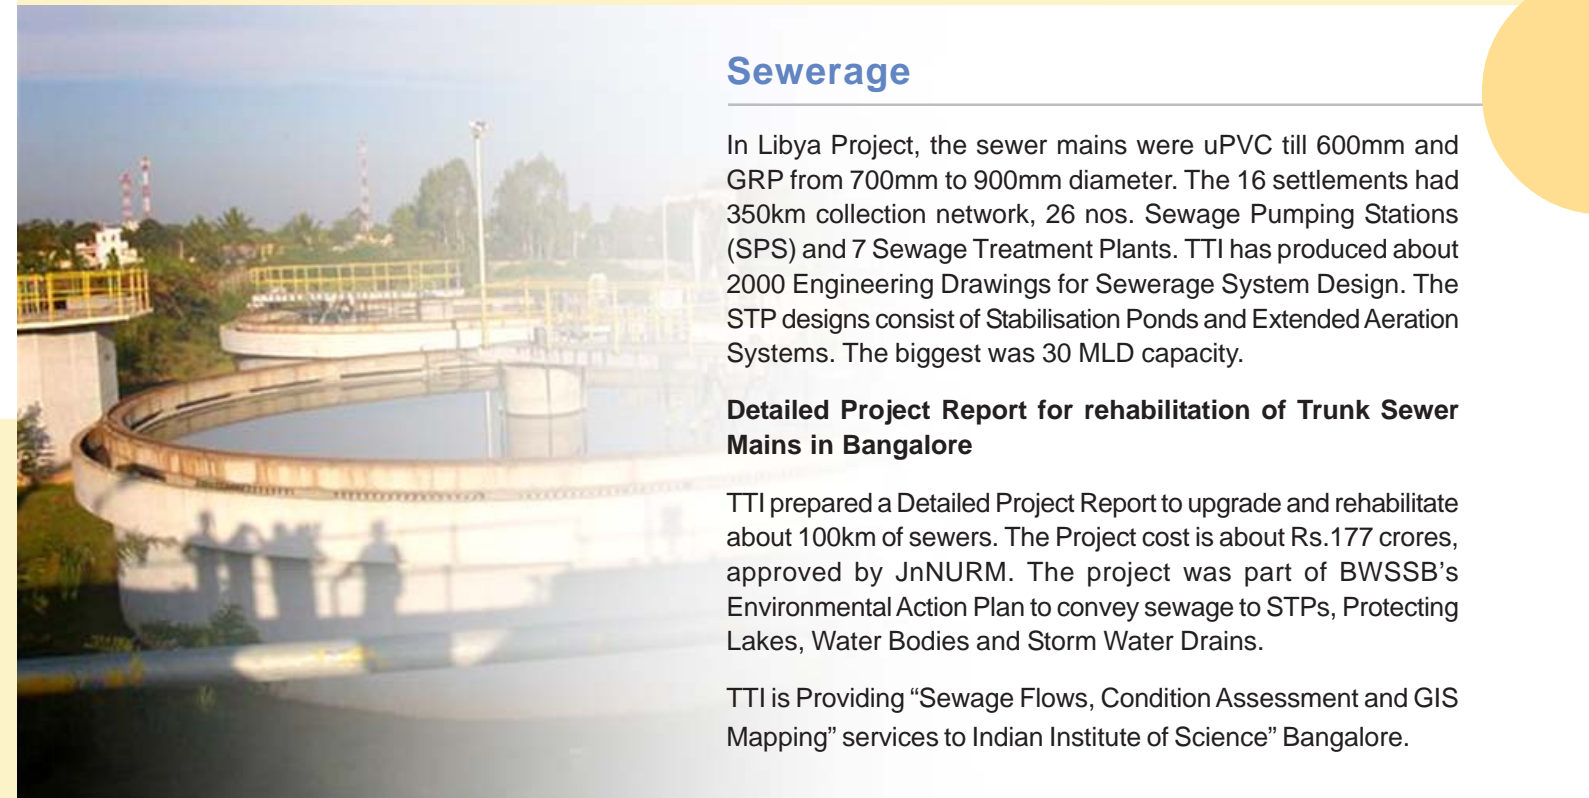 Sewerage
In Libya Project, the sewer mains were uPVC till 600mm and
GRP from 700mm to 900mm diameter. The 16 settlements had
350km collection network, 26 nos. Sewage Pumping Stations
(SPS) and 7 Sewage Treatment Plants. TTI has produced about
2000 Engineering Drawings for Sewerage System Design. The
STP designs consist of Stabilisation Ponds and Extended Aeration
Systems. The biggest was 30 MLD capacity.
Detailed Project Report for rehabilitation of Trunk Sewer
Mains in Bangalore
TTI prepared a Detailed Project Report to upgrade and rehabilitate
about 100km of sewers. The Project cost is about Rs.177 crores,
approved by JnNURM. The project was part of BWSSB’s
Environmental Action Plan to convey sewage to STPs, Protecting
Lakes, Water Bodies and Storm Water Drains.
TTI is Providing “Sewage Flows, Condition Assessment and GIS
Mapping” services to Indian Institute of Science” Bangalore.